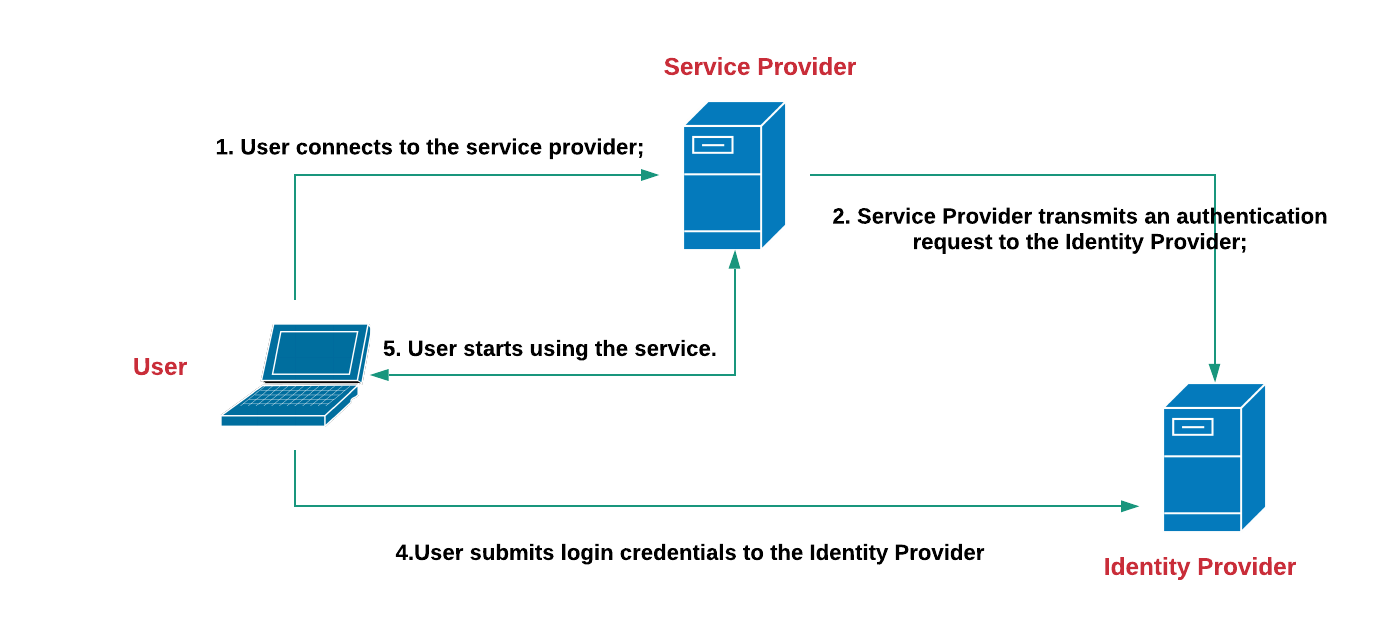 Service Provider
1. User connects to the service provider;
2. Service Provider transmits an authentication
request to the Identity Provider;
5. User starts using the service.
User
4.User submits login credentials to the Identity Provider
Identity Provider